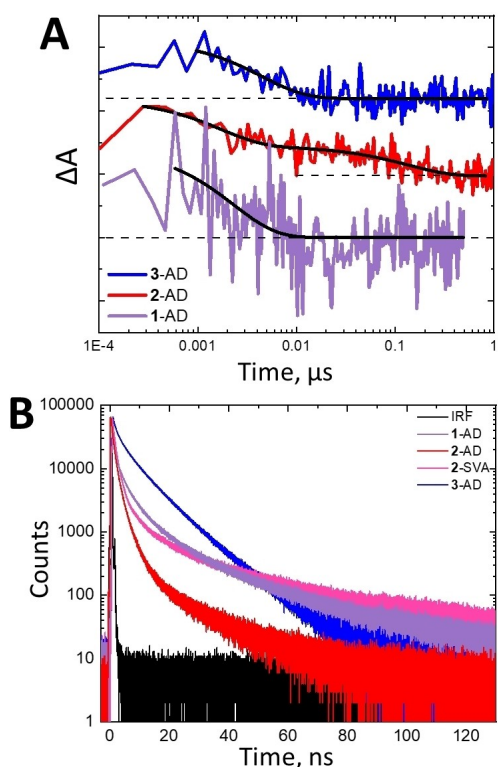 A
ΔA
3-AD
2-AD
1-AD
1E-4 0.001 0.01 0.1 1
Time, μs
B
100000
10000
1000
100
10
1
Counts
IRF
1-AD
2-AD
2-SVA
3-AD
0 20 40 60 80 100 120
Time, ns